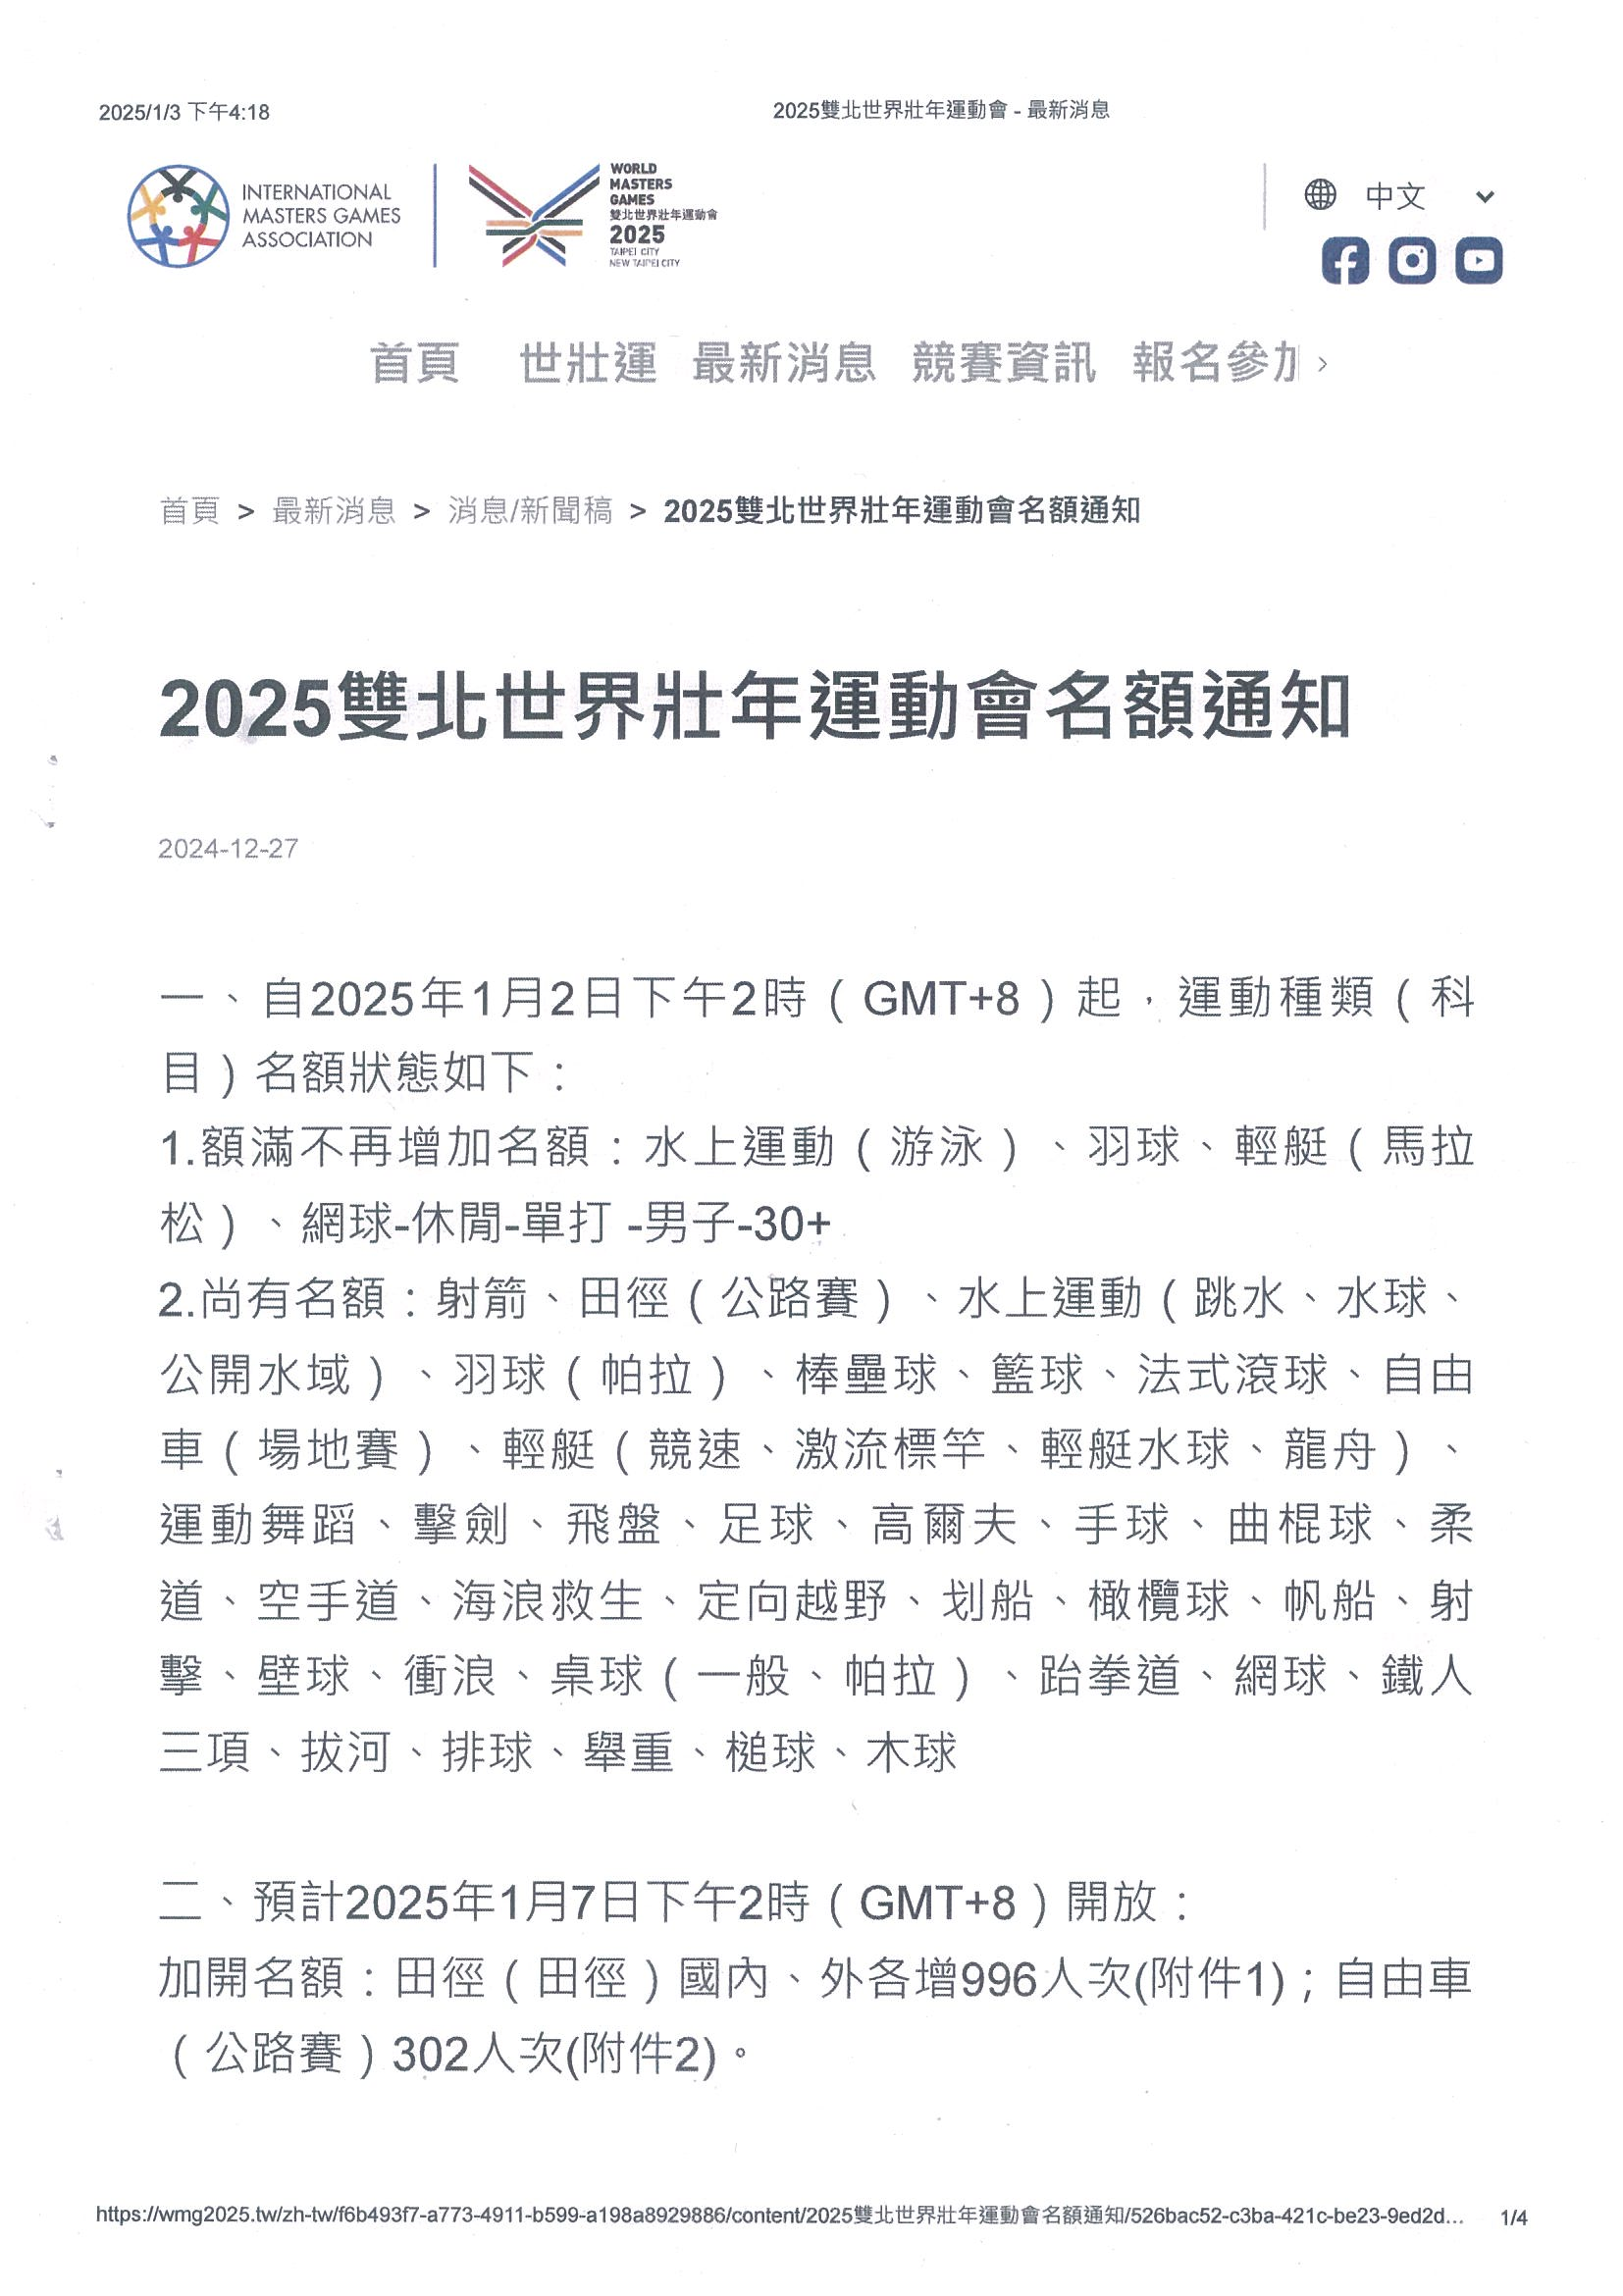 2025/1/3 下午4:18
2025雙北世界壯年運動會 - 最新消息
INTERNATIONAL
MASTERS GAMES
ASSOCIATION
WORLD
MASTERS
GAMES
雙北世界壯年運動會
2025
TAIPEI CITY
NEW TAIPEI CITY
中文
首頁 世壯運 最新消息 競賽資訊 報名參加 >
首頁 > 最新消息 > 消息/新聞稿 > 2025雙北世界壯年運動會名額通知
2025雙北世界壯年運動會名額通知
2024-12-27
一、自2025年1月2日下午2時（GMT+8）起，運動種類（科
目）名額狀態如下：
1.額滿不再增加名額：水上運動（游泳）、羽球、輕艇（馬拉
松）、網球-休閒-單打 -男子-30+
2.尚有名額：射箭、田徑（公路賽）、水上運動（跳水、水球、
公開水域）、羽球（帕拉）、棒壘球、籃球、法式滾球、自由
車（場地賽）、輕艇（競速、激流標竿、輕艇水球、龍舟）、
運動舞蹈、擊劍、飛盤、足球、高爾夫、手球、曲棍球、柔
道、空手道、海浪救生、定向越野、划船、橄欖球、帆船、射
擊、壁球、衝浪、桌球（一般、帕拉）、跆拳道、網球、鐵人
三項、拔河、排球、舉重、槌球、木球
二、預計2025年1月7日下午2時（GMT+8）開放：
加開名額：田徑（田徑）國內、外各增996人次(附件1)；自由車
（公路賽）302人次(附件2)。
https://wmg2025.tw/zh-tw/f6b493f7-a773-4911-b599-a198a8929886/content/2025雙北世界壯年運動會名額通知/526bac52-c3ba-421c-be23-9ed2d... 1/4